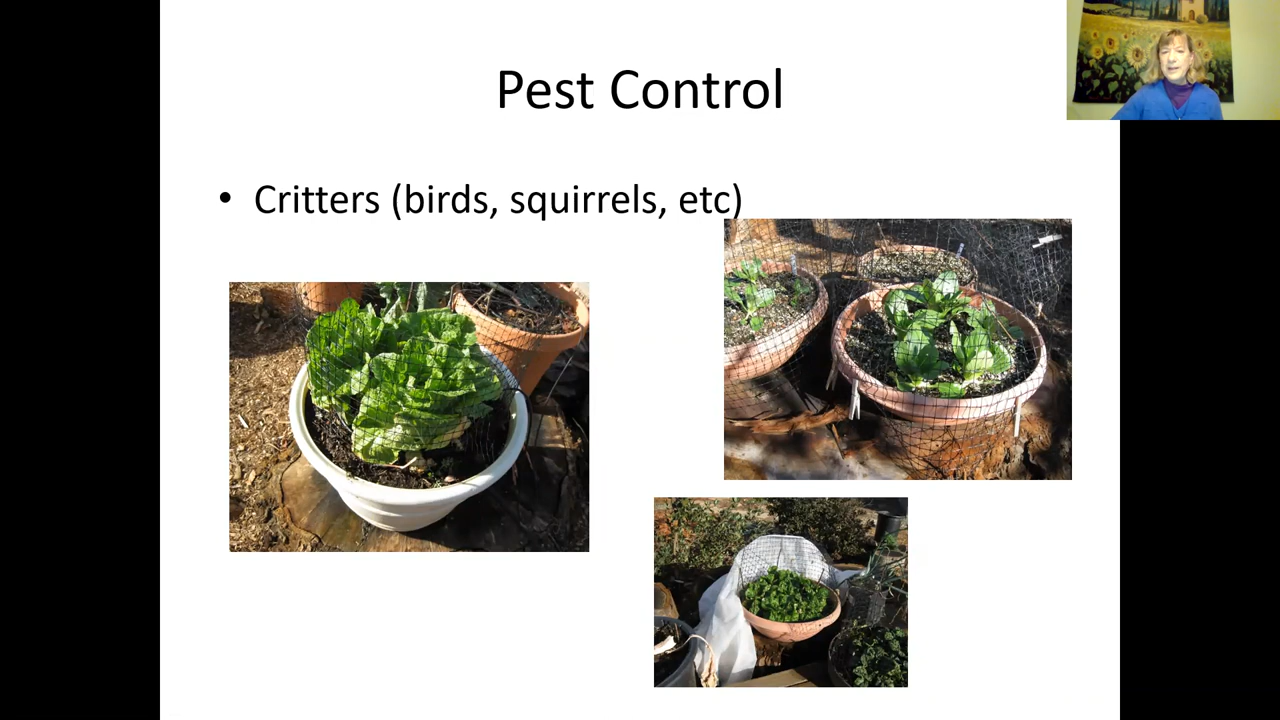 Pest Control
• Critters (birds, squirrels, etc)